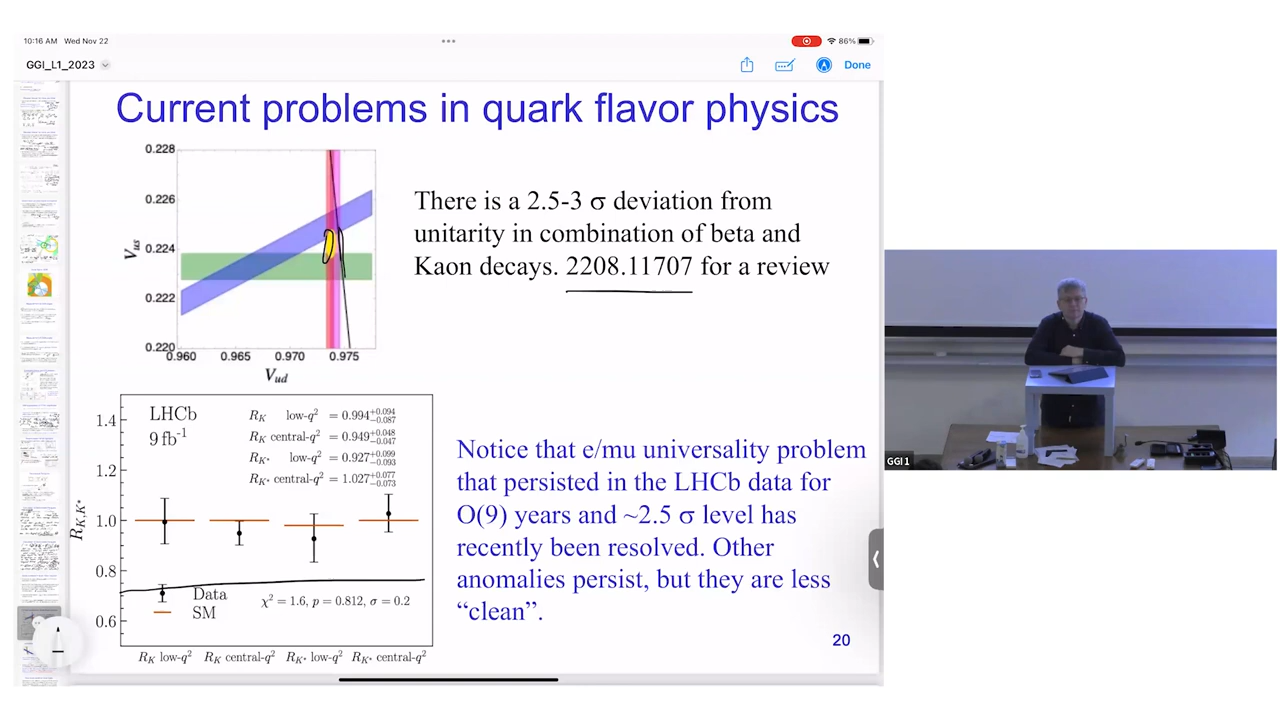 10:16 AM Wed Nov 22
86%
GGI_L1_2023
Done
Current problems in quark flavor physics
0.228
0.226
0.224
0.222
0.220
V_us
0.960
0.965
0.970
0.975
V_ud
There is a 2.5-3 σ deviation from
unitarity in combination of beta and
Kaon decays. 2208.11707 for a review
LHCb
9 fb⁻¹
R_K low-q² = 0.994 +0.094 −0.087
R_K central-q² = 0.949 +0.048 −0.047
R_K* low-q² = 0.927 +0.099 −0.093
R_K* central-q² = 1.027 +0.077 −0.073
1.4
1.2
1.0
0.8
0.6
R_K,K*
Data
SM
χ² = 1.6, p = 0.812, σ = 0.2
R_K low-q² R_K central-q² R_K* low-q² R_K* central-q²
Notice that e/mu universality problem
that persisted in the LHCb data for
O(9) years and ~2.5 σ level has
recently been resolved. Other
anomalies persist, but they are less
“clean”.
20
GGI 1